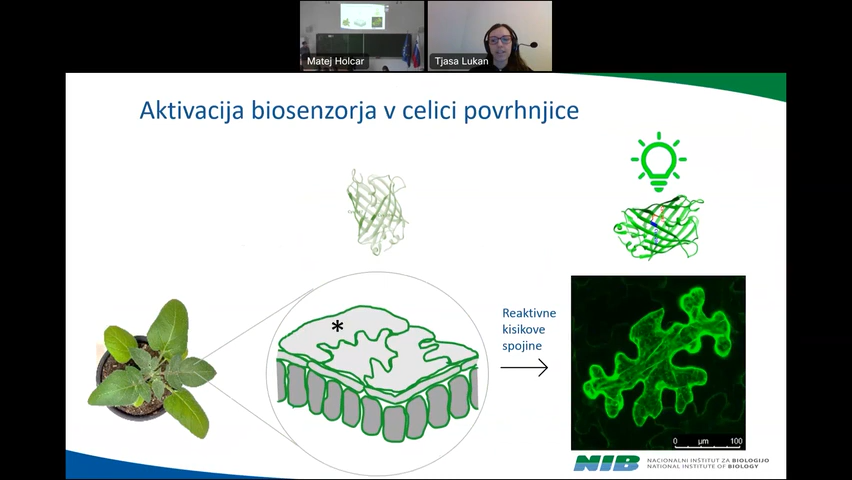 Matej Holcar
Tjasa Lukan
Aktivacija biosenzorja v celici povrhnjice
*
Reaktivne
kisikove
spojine
0 µm 100
NIB
NACIONALNI INŠTITUT ZA BIOLOGIJO
NATIONAL INSTITUTE OF BIOLOGY